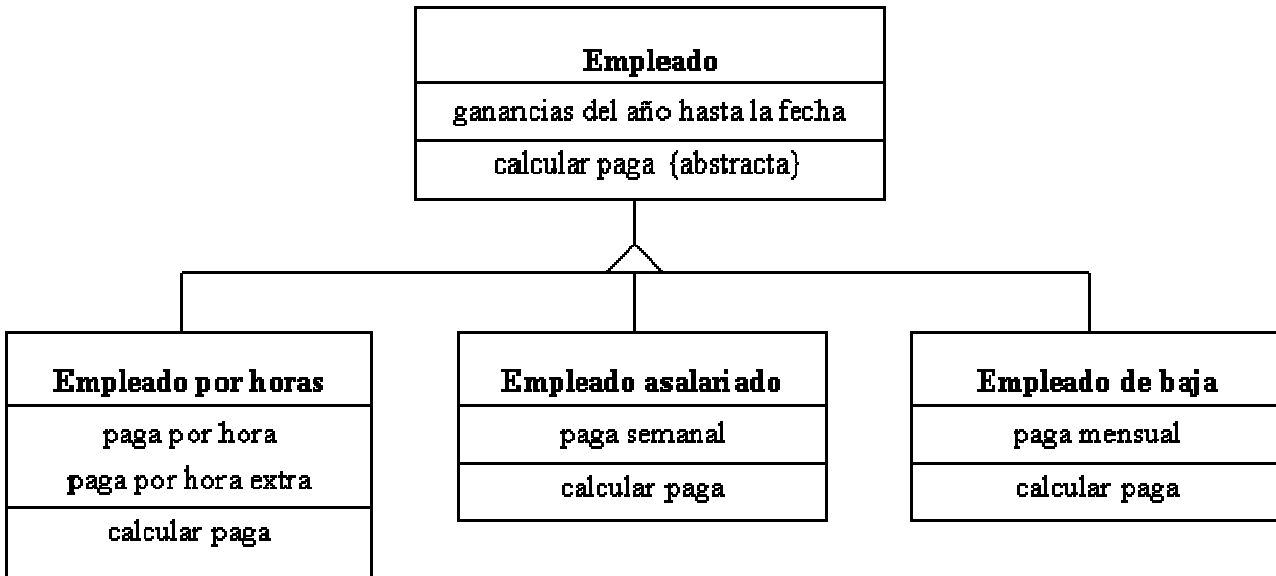 Empleado
ganancias del año hasta la fecha
calcular paga {abstracta}
Empleado por horas
paga por hora
paga por hora extra
calcular paga
Empleado asalariado
paga semanal
calcular paga
Empleado de baja
paga mensual
calcular paga